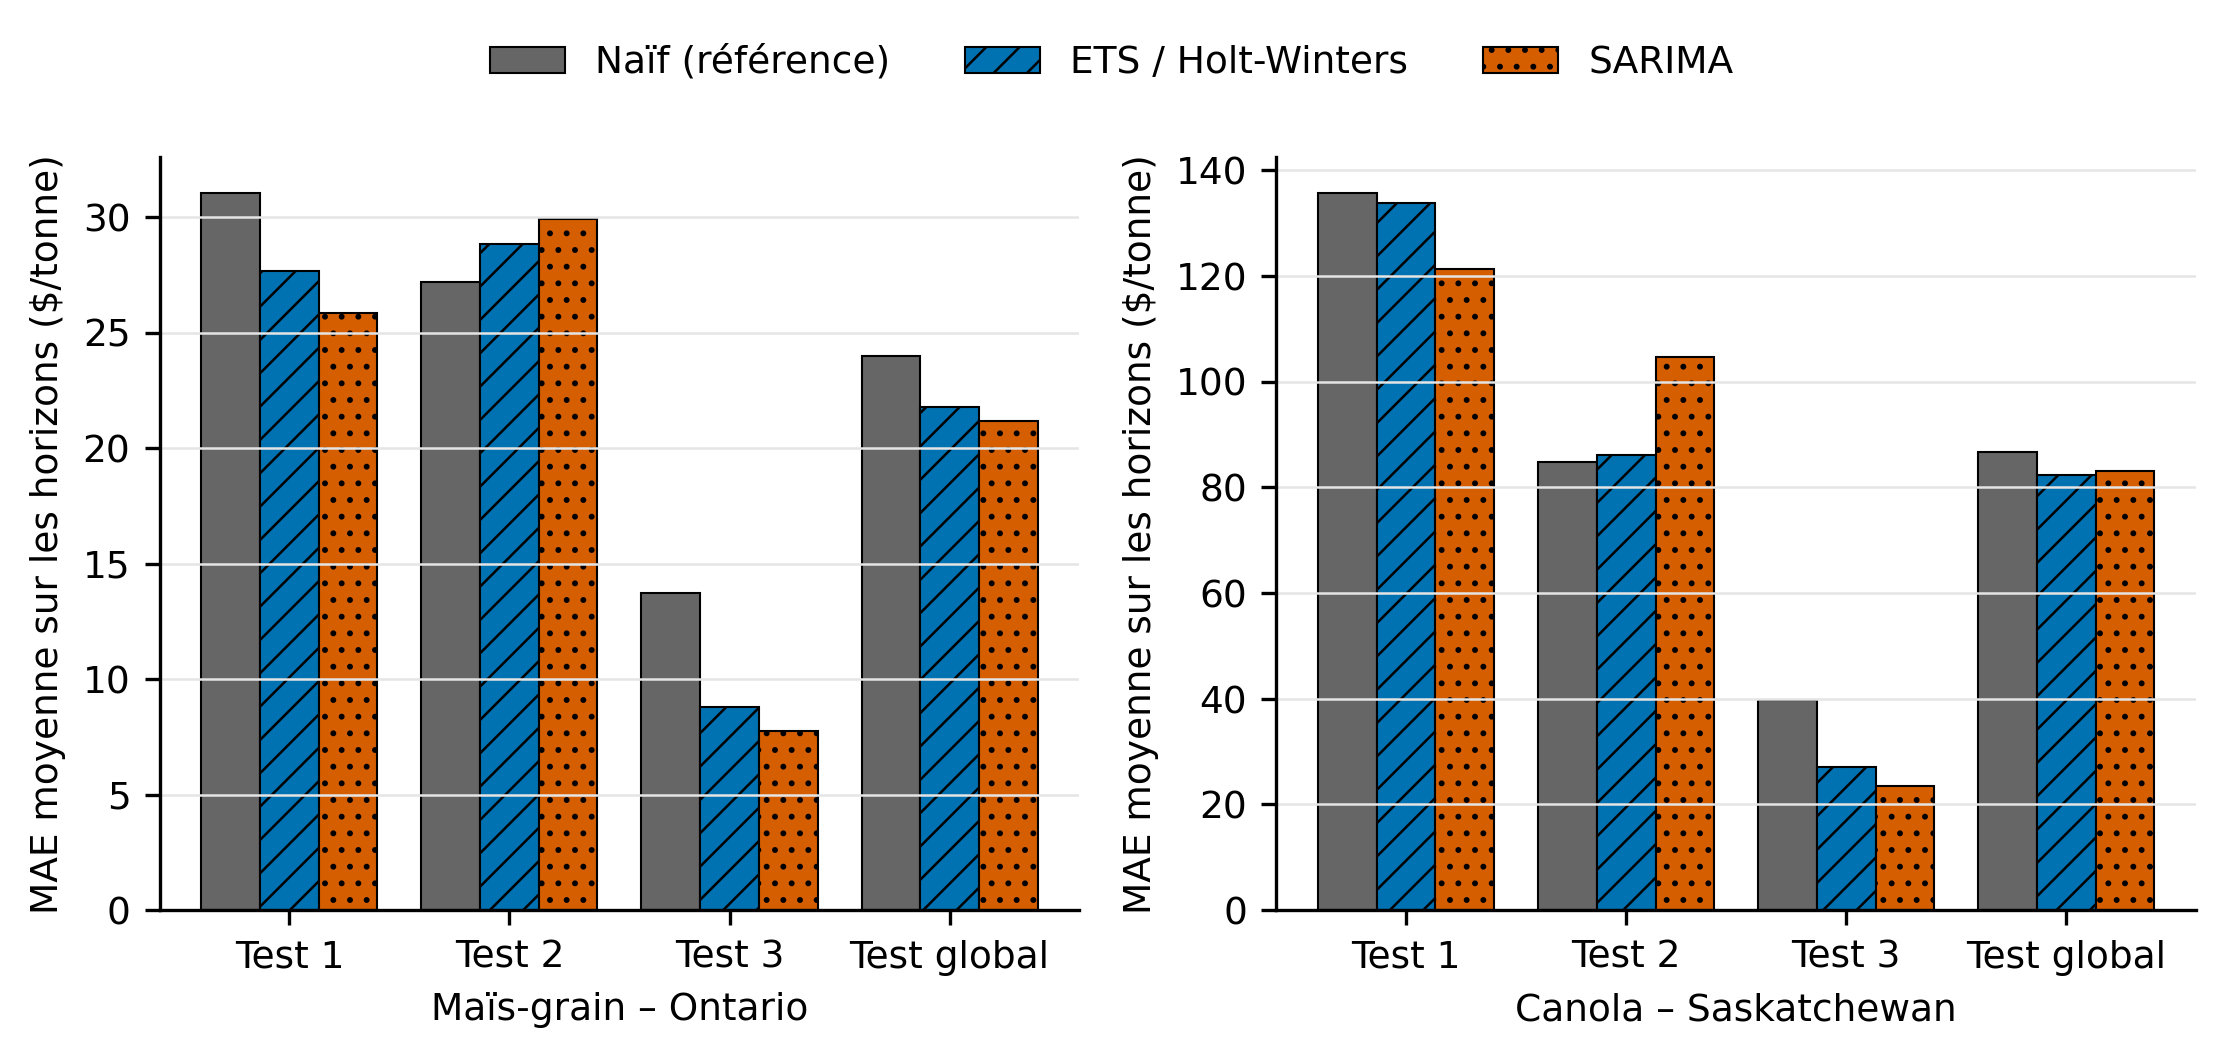 Naïf (référence)
ETS / Holt-Winters
SARIMA
MAE moyenne sur les horizons ($/tonne)
30
25
20
15
10
5
0
Test 1
Test 2
Test 3
Test global
Maïs-grain – Ontario
MAE moyenne sur les horizons ($/tonne)
140
120
100
80
60
40
20
0
Test 1
Test 2
Test 3
Test global
Canola – Saskatchewan